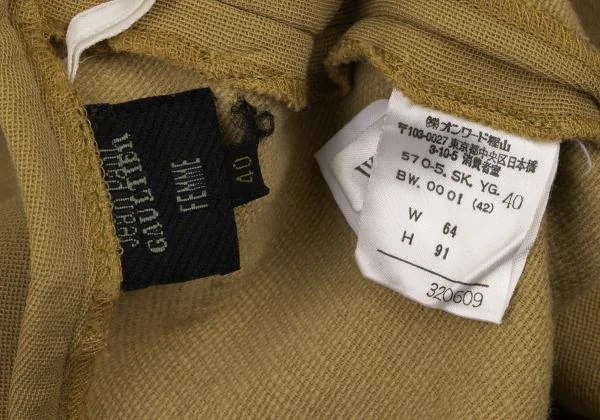 Jean Paul
GAULTIER
FEMME
40
㈱オンワード樫山
〒103-0027 東京都中央区日本橋
3-10-5 消費者室
570-5. SK. YG. 40
BW. 0001 (42)
W 64
H 91
320609